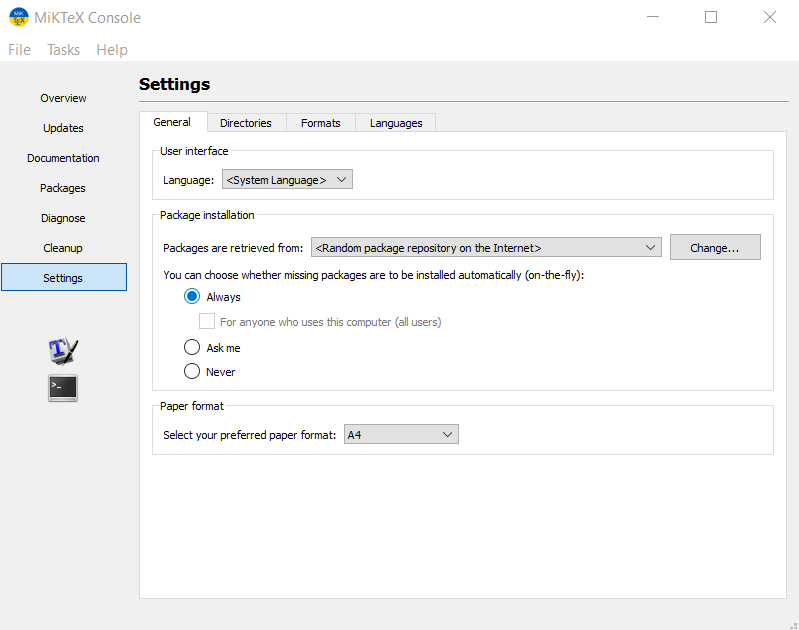 MiKTeX Console
File Tasks Help
Settings
Overview
Updates
Documentation
Packages
Diagnose
Cleanup
Settings
General Directories Formats Languages
User interface
Language: <System Language>
Package installation
Packages are retrieved from: <Random package repository on the Internet> Change...
You can choose whether missing packages are to be installed automatically (on-the-fly):
Always
For anyone who uses this computer (all users)
Ask me
Never
Paper format
Select your preferred paper format: A4